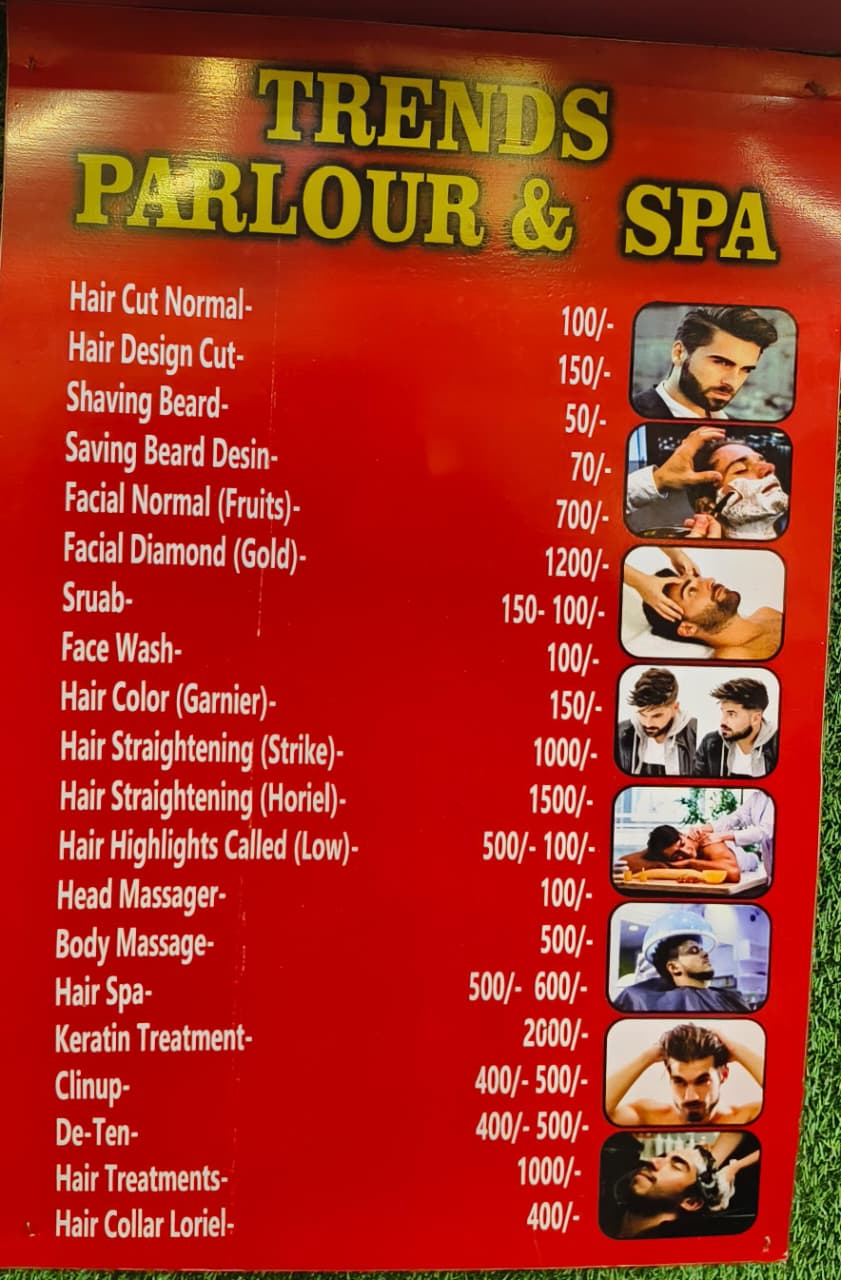 TRENDS
PARLOUR & SPA
Hair Cut Normal- 100/-
Hair Design Cut- 150/-
Shaving Beard- 50/-
Saving Beard Desin- 70/-
Facial Normal (Fruits)- 700/-
Facial Diamond (Gold)- 1200/-
Sruab- 150- 100/-
Face Wash- 100/-
Hair Color (Garnier)- 150/-
Hair Straightening (Strike)- 1000/-
Hair Straightening (Horiel)- 1500/-
Hair Highlights Called (Low)- 500/- 100/-
Head Massager- 100/-
Body Massage- 500/-
Hair Spa- 500/- 600/-
Keratin Treatment- 2000/-
Clinup- 400/- 500/-
De-Ten- 400/- 500/-
Hair Treatments- 1000/-
Hair Collar Loriel- 400/-